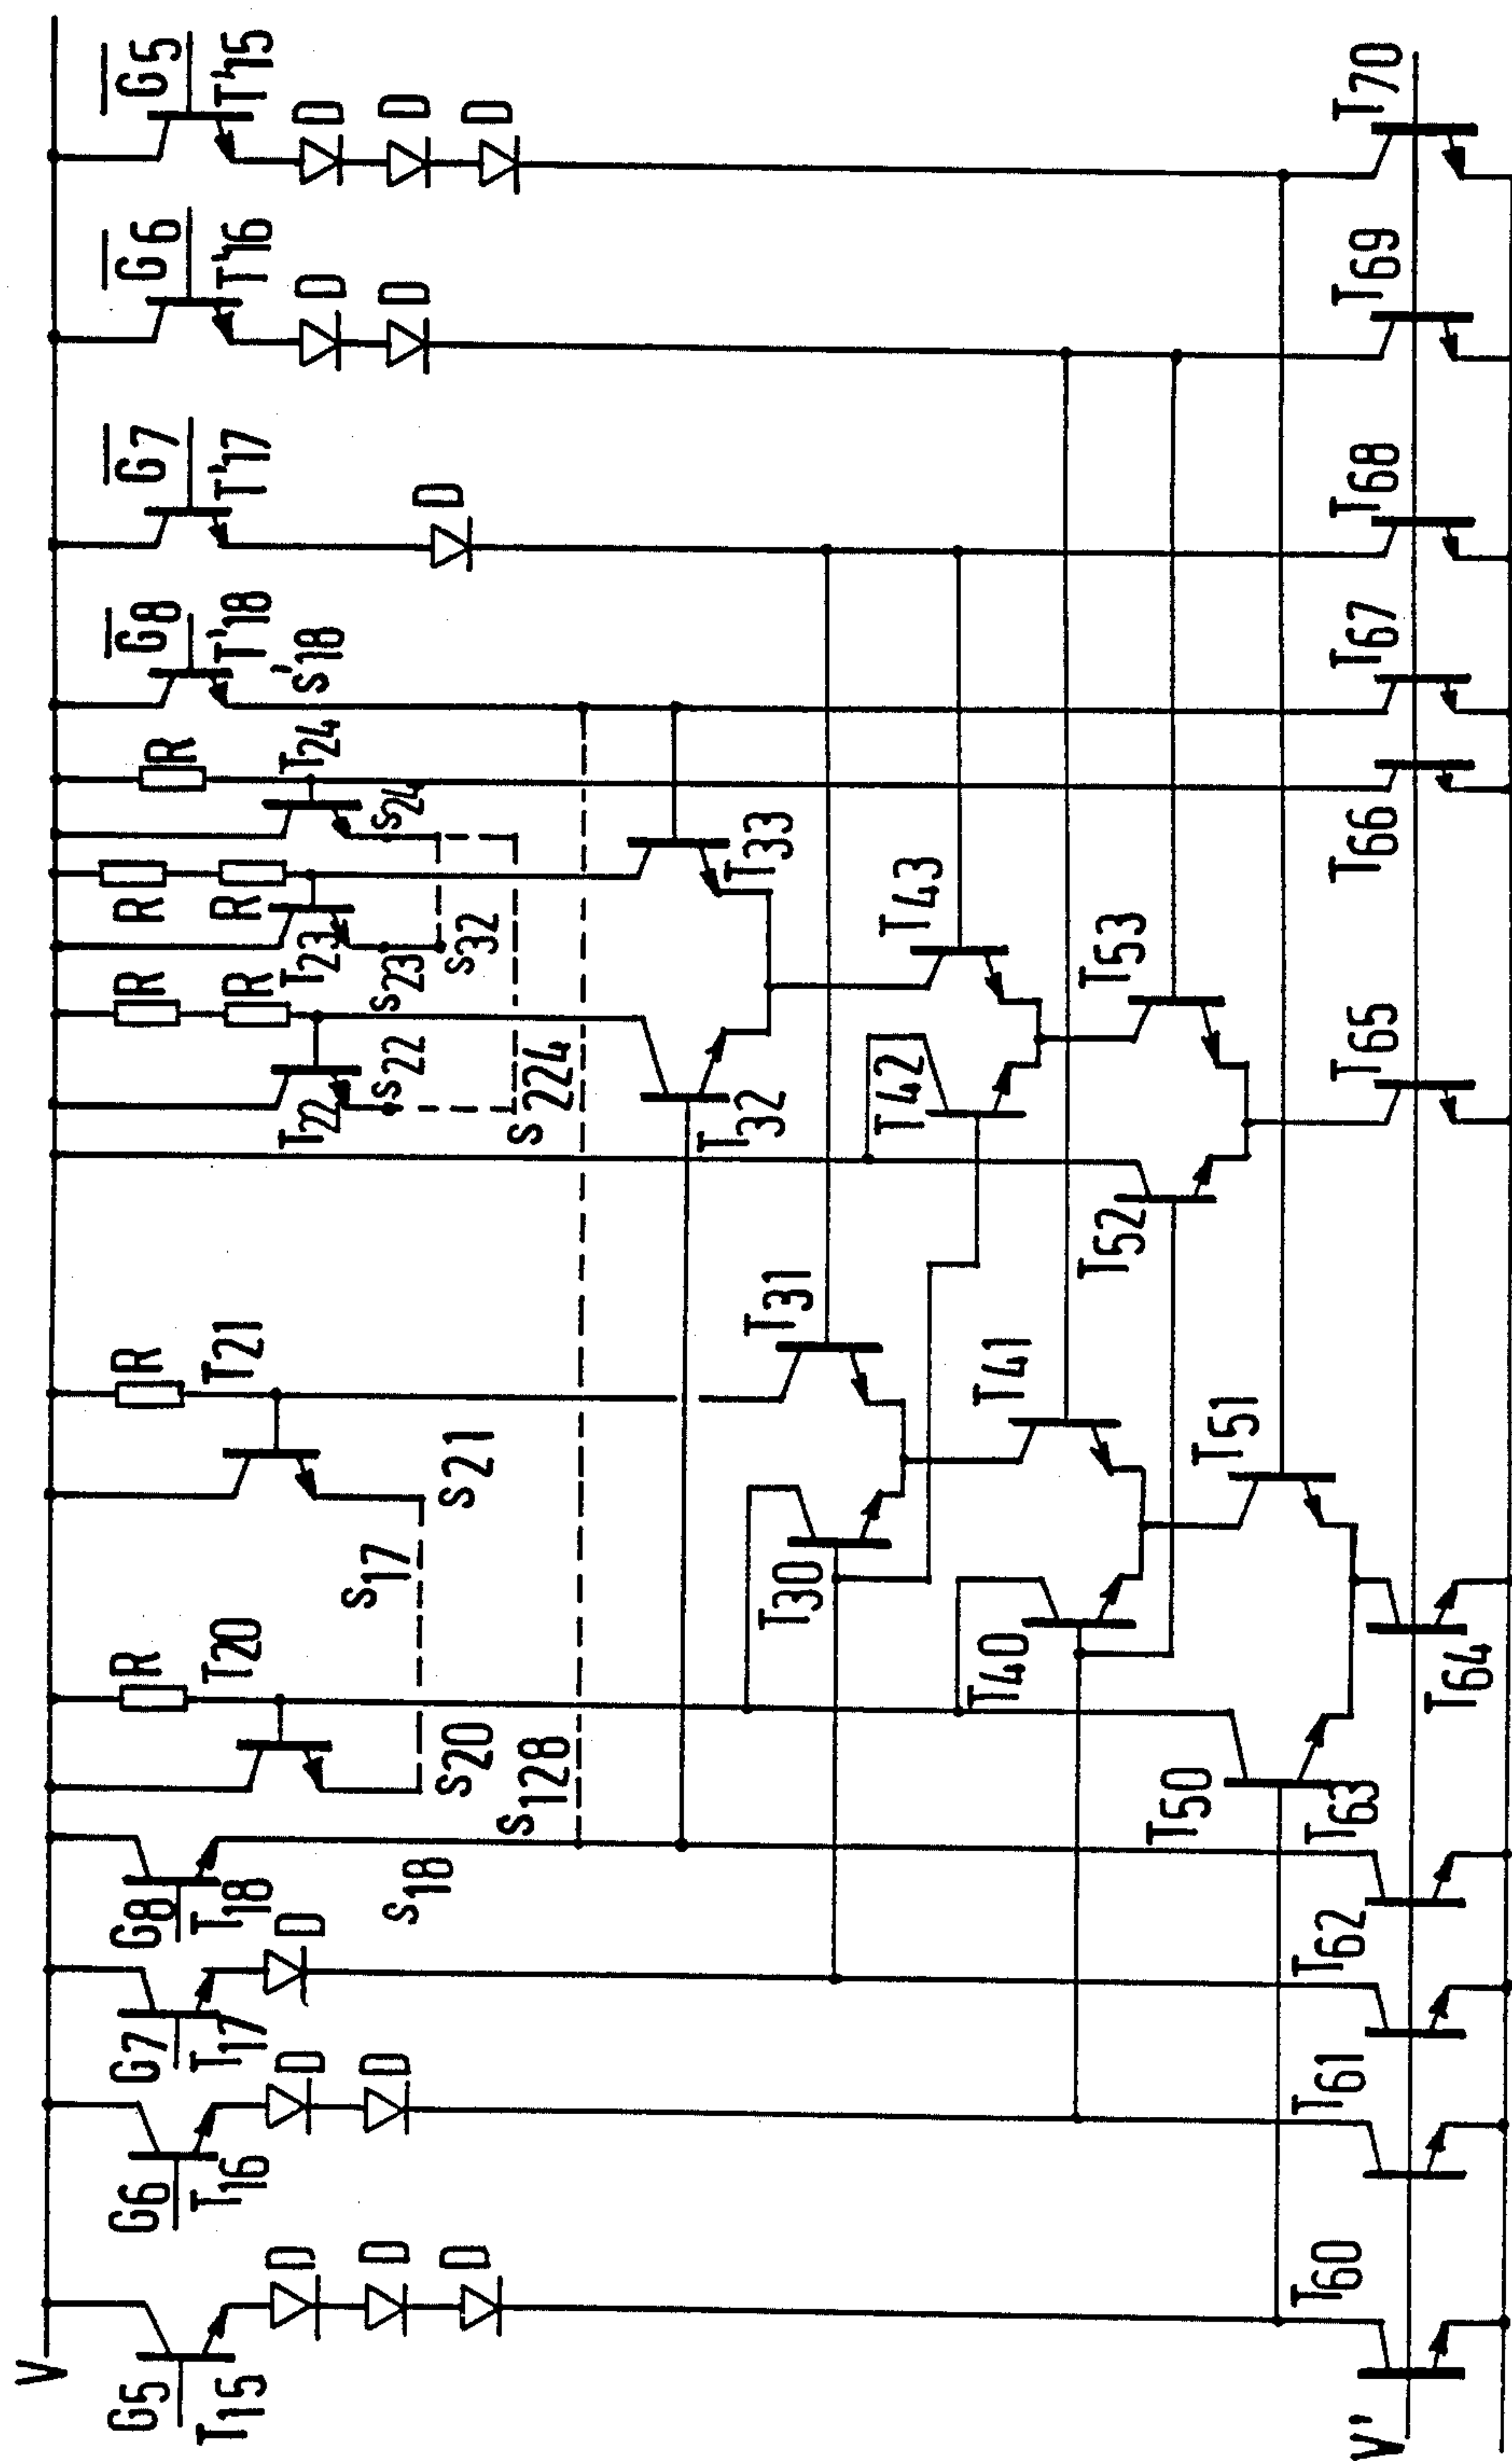 V
G5
T15
D
D
D
G6
T16
D
D
G7
T17
D
G8
T18
s18
s128
R
T20
s20
s17
R
T21
s21
R
R
T22
s22
s224
R
R
T23
s23
s32
R
T24
s24
G8
T'18
s'18
G7
T'17
D
G6
T'16
D
D
G5
T'15
D
D
D
T30
T31
T32
T33
T40
T41
T42
T43
T50
T51
T52
T53
V'
T60
T61
T62
T63
T64
T65
T66
T67
T68
T69
T70